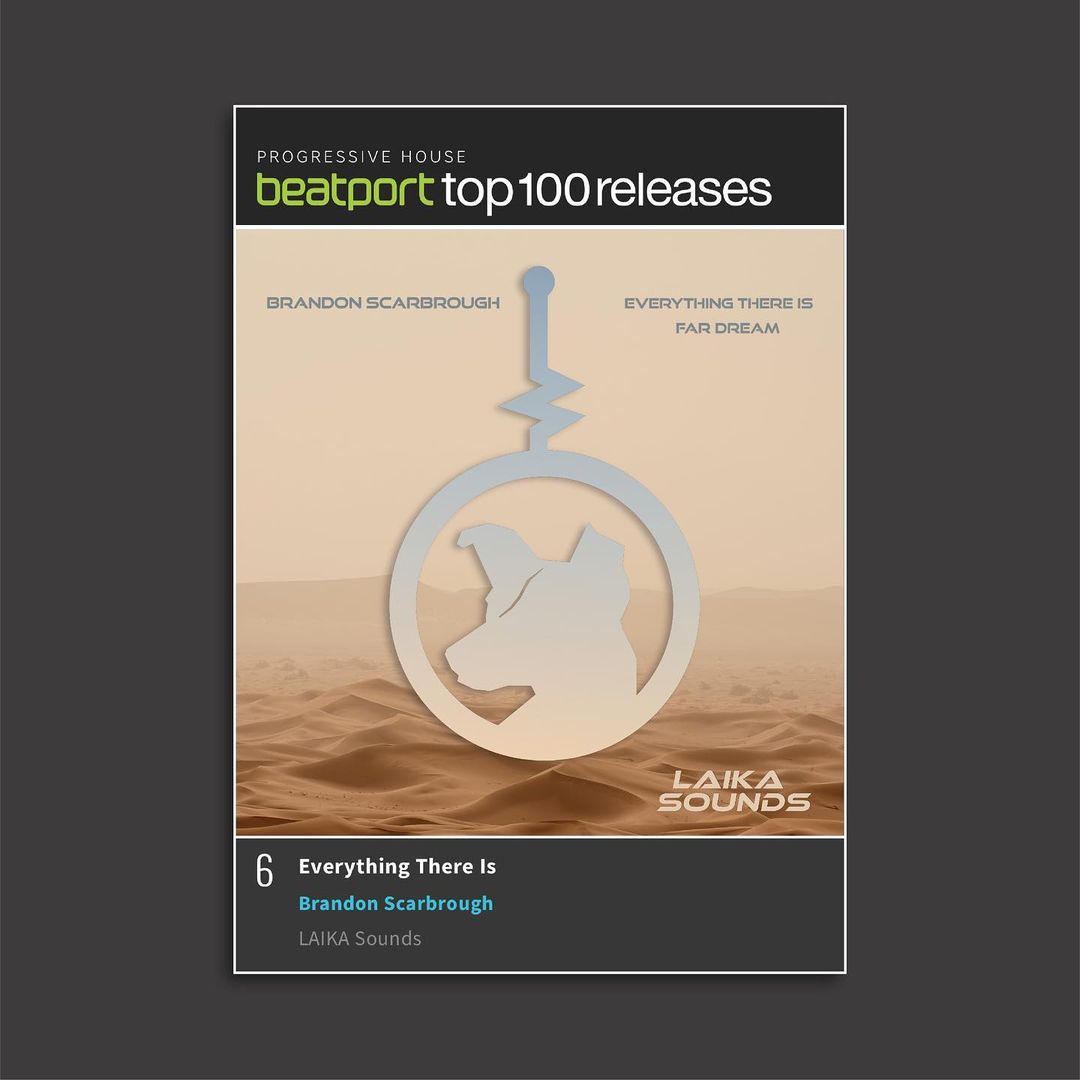 PROGRESSIVE HOUSE
beatport top 100 releases
BRANDON SCARBROUGH
EVERYTHING THERE IS
FAR DREAM
LAIKA
SOUNDS
6 Everything There Is
Brandon Scarbrough
LAIKA Sounds